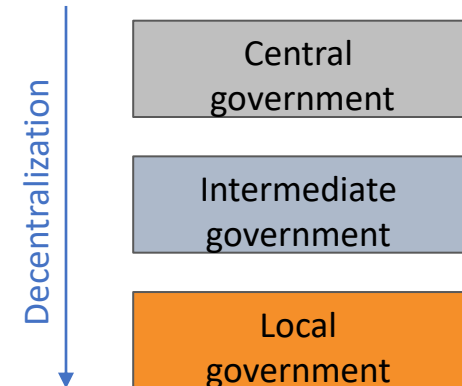 Decentralization
Central
government
Intermediate
government
Local
government